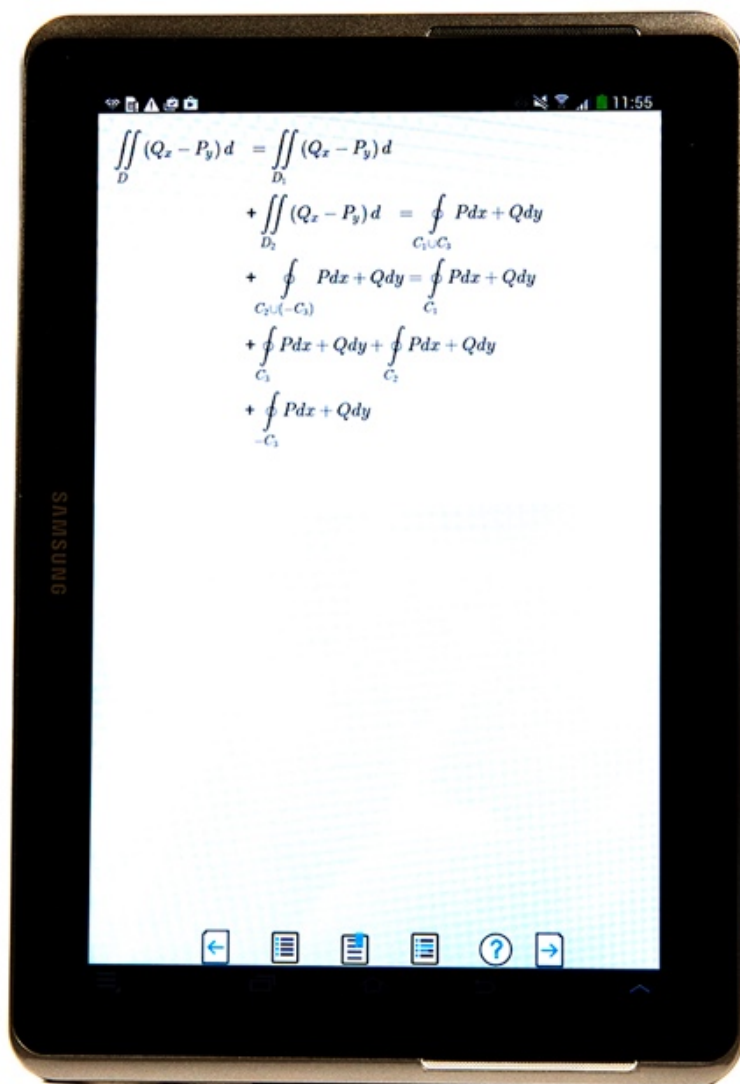 11:55
∬_D (Q_x − P_y) d = ∬_{D_1} (Q_x − P_y) d
+ ∬_{D_2} (Q_x − P_y) d = ∮_{C_1∪C_3} Pdx + Qdy
+ ∮_{C_2∪(−C_3)} Pdx + Qdy = ∮_{C_1} Pdx + Qdy
+ ∮_{C_3} Pdx + Qdy + ∮_{C_2} Pdx + Qdy
+ ∮_{−C_3} Pdx + Qdy
SAMSUNG
?